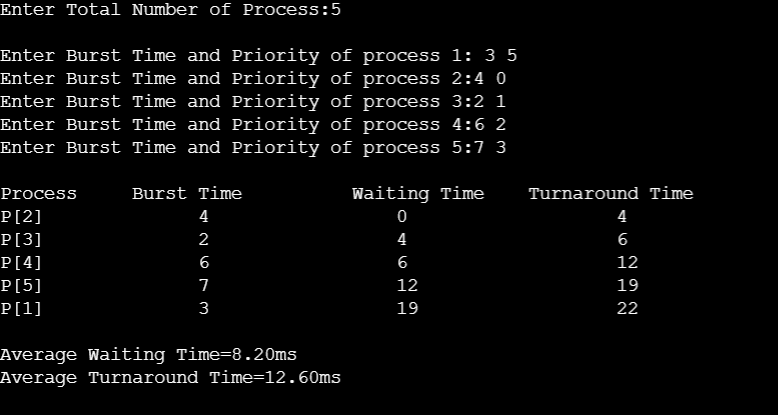 Enter Total Number of Process:5
Enter Burst Time and Priority of process 1: 3 5
Enter Burst Time and Priority of process 2:4 0
Enter Burst Time and Priority of process 3:2 1
Enter Burst Time and Priority of process 4:6 2
Enter Burst Time and Priority of process 5:7 3
Process Burst Time Waiting Time Turnaround Time
P[2] 4 0 4
P[3] 2 4 6
P[4] 6 6 12
P[5] 7 12 19
P[1] 3 19 22
Average Waiting Time=8.20ms
Average Turnaround Time=12.60ms